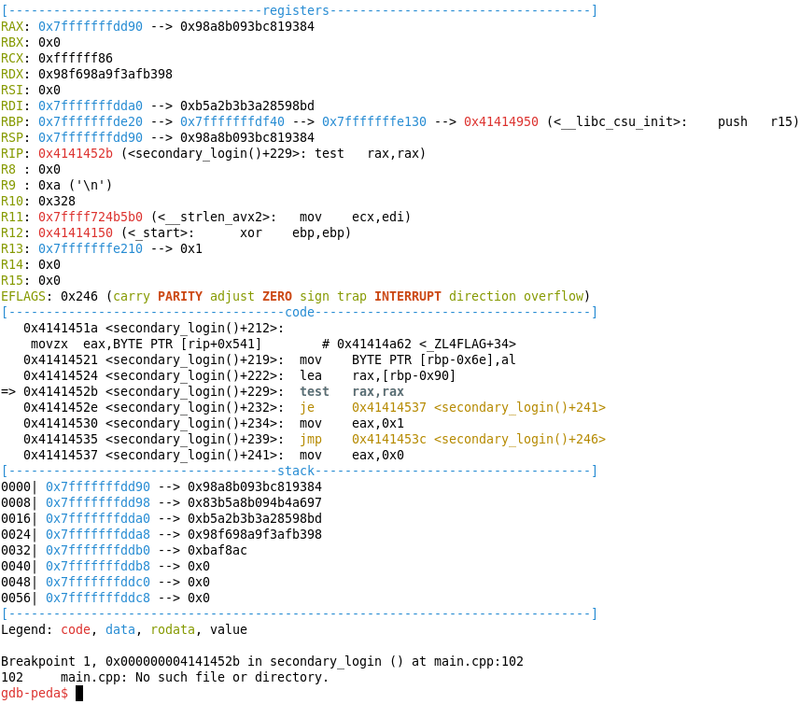 [----------------------------------registers-----------------------------------]
RAX: 0x7fffffffdd90 --> 0x98a8b093bc819384
RBX: 0x0
RCX: 0xffffff86
RDX: 0x98f698a9f3afb398
RSI: 0x0
RDI: 0x7fffffffdda0 --> 0xb5a2b3b3a28598bd
RBP: 0x7fffffffde20 --> 0x7fffffffdf40 --> 0x7fffffffe130 --> 0x41414950 (<__libc_csu_init>:    push   r15)
RSP: 0x7fffffffdd90 --> 0x98a8b093bc819384
RIP: 0x4141452b (<secondary_login()+229>: test   rax,rax)
R8 : 0x0
R9 : 0xa ('\n')
R10: 0x328
R11: 0x7ffff724b5b0 (<__strlen_avx2>:   mov    ecx,edi)
R12: 0x41414150 (<_start>:      xor    ebp,ebp)
R13: 0x7fffffffe210 --> 0x1
R14: 0x0
R15: 0x0
EFLAGS: 0x246 (carry PARITY adjust ZERO sign trap INTERRUPT direction overflow)
[-------------------------------------code-------------------------------------]
   0x4141451a <secondary_login()+212>:
    movzx  eax,BYTE PTR [rip+0x541]        # 0x41414a62 <_ZL4FLAG+34>
   0x41414521 <secondary_login()+219>:  mov    BYTE PTR [rbp-0x6e],al
   0x41414524 <secondary_login()+222>:  lea    rax,[rbp-0x90]
=> 0x4141452b <secondary_login()+229>:  test   rax,rax
   0x4141452e <secondary_login()+232>:  je     0x41414537 <secondary_login()+241>
   0x41414530 <secondary_login()+234>:  mov    eax,0x1
   0x41414535 <secondary_login()+239>:  jmp    0x4141453c <secondary_login()+246>
   0x41414537 <secondary_login()+241>:  mov    eax,0x0
[------------------------------------stack-------------------------------------]
0000| 0x7fffffffdd90 --> 0x98a8b093bc819384
0008| 0x7fffffffdd98 --> 0x83b5a8b094b4a697
0016| 0x7fffffffdda0 --> 0xb5a2b3b3a28598bd
0024| 0x7fffffffdda8 --> 0x98f698a9f3afb398
0032| 0x7fffffffddb0 --> 0xbaf8ac
0040| 0x7fffffffddb8 --> 0x0
0048| 0x7fffffffddc0 --> 0x0
0056| 0x7fffffffddc8 --> 0x0
[------------------------------------------------------------------------------]
Legend: code, data, rodata, value

Breakpoint 1, 0x000000004141452b in secondary_login () at main.cpp:102
102     main.cpp: No such file or directory.
gdb-peda$